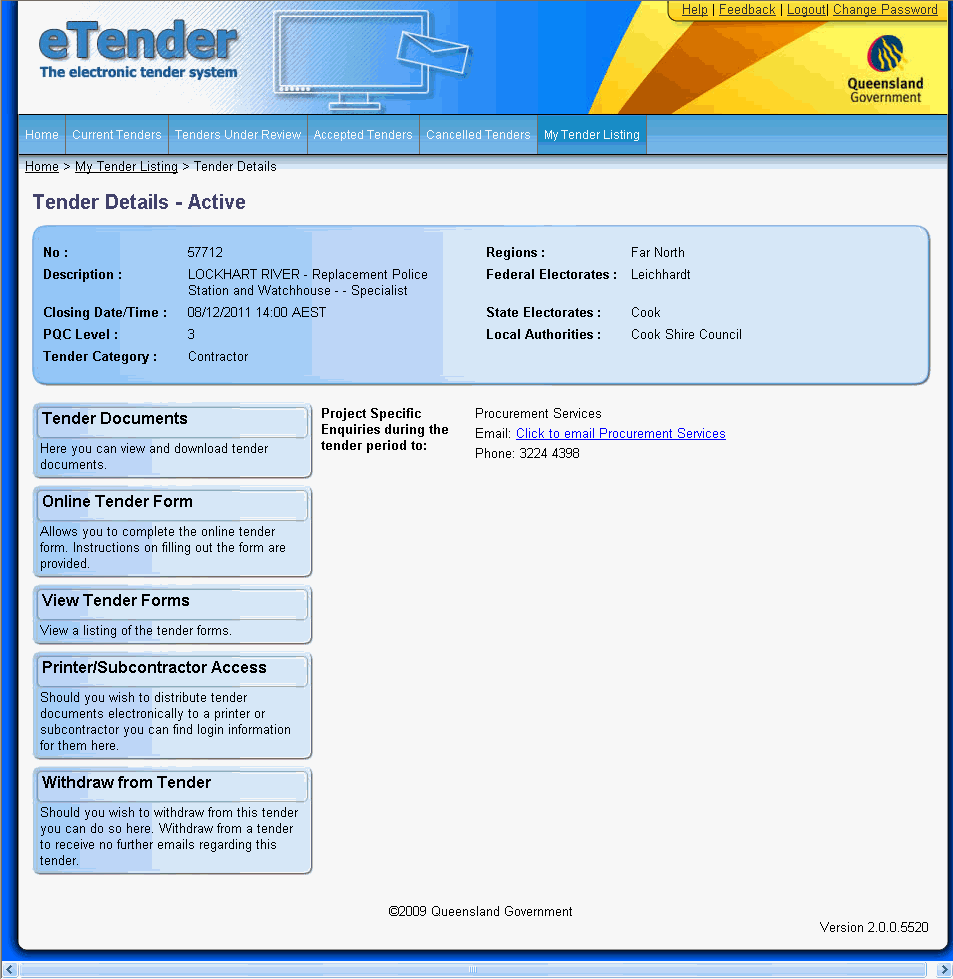 Help | Feedback | Logout| Change Password
eTender
The electronic tender system
Queensland
Government
Home Current Tenders Tenders Under Review Accepted Tenders Cancelled Tenders My Tender Listing
Home > My Tender Listing > Tender Details
Tender Details - Active
No : 57712 Regions : Far North
Description : LOCKHART RIVER - Replacement Police Federal Electorates : Leichhardt
Station and Watchhouse - - Specialist
Closing Date/Time : 08/12/2011 14:00 AEST State Electorates : Cook
PQC Level : 3 Local Authorities : Cook Shire Council
Tender Category : Contractor
Tender Documents
Here you can view and download tender
documents.
Project Specific
Enquiries during the
tender period to:
Procurement Services
Email: Click to email Procurement Services
Phone: 3224 4398
Online Tender Form
Allows you to complete the online tender
form. Instructions on filling out the form are
provided.
View Tender Forms
View a listing of the tender forms.
Printer/Subcontractor Access
Should you wish to distribute tender
documents electronically to a printer or
subcontractor you can find login information
for them here.
Withdraw from Tender
Should you wish to withdraw from this tender
you can do so here. Withdraw from a tender
to receive no further emails regarding this
tender.
©2009 Queensland Government
Version 2.0.0.5520